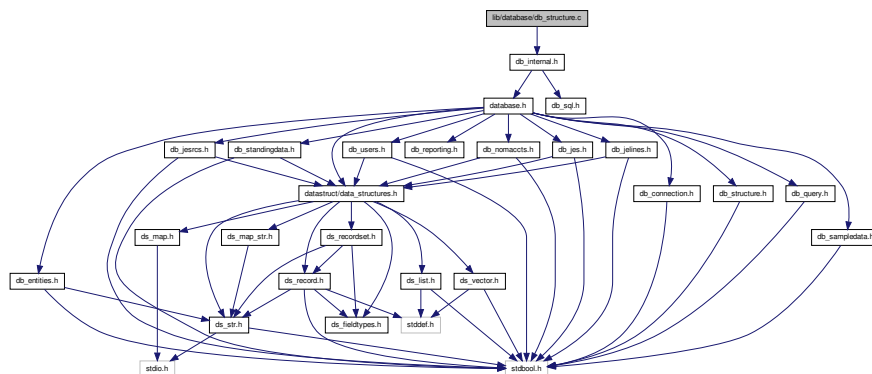 lib/database/db_structure.c
db_internal.h
database.h
db_sql.h
db_jesrcs.h
db_standingdata.h
db_users.h
db_reporting.h
db_nomaccts.h
db_jes.h
db_jelines.h
datastruct/data_structures.h
db_connection.h
db_structure.h
db_query.h
ds_map.h
ds_map_str.h
ds_recordset.h
db_sampledata.h
db_entities.h
ds_record.h
ds_list.h
ds_vector.h
ds_str.h
ds_fieldtypes.h
stddef.h
stdio.h
stdbool.h